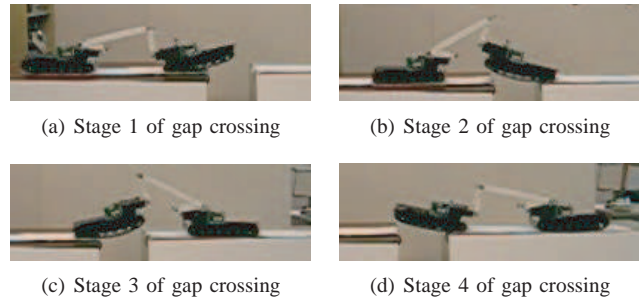 (a) Stage 1 of gap crossing
(b) Stage 2 of gap crossing
(c) Stage 3 of gap crossing
(d) Stage 4 of gap crossing